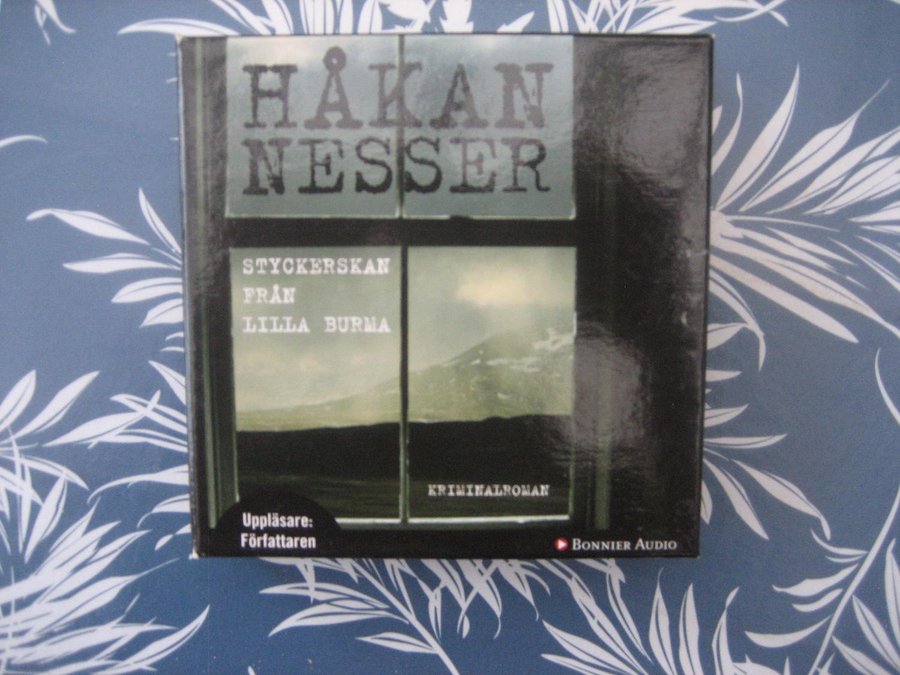 HÅKAN
NESSER
STYCKERSKAN
FRÅN
LILLA BURMA
KRIMINALROMAN
Uppläsare:
Författaren
BONNIER AUDIO